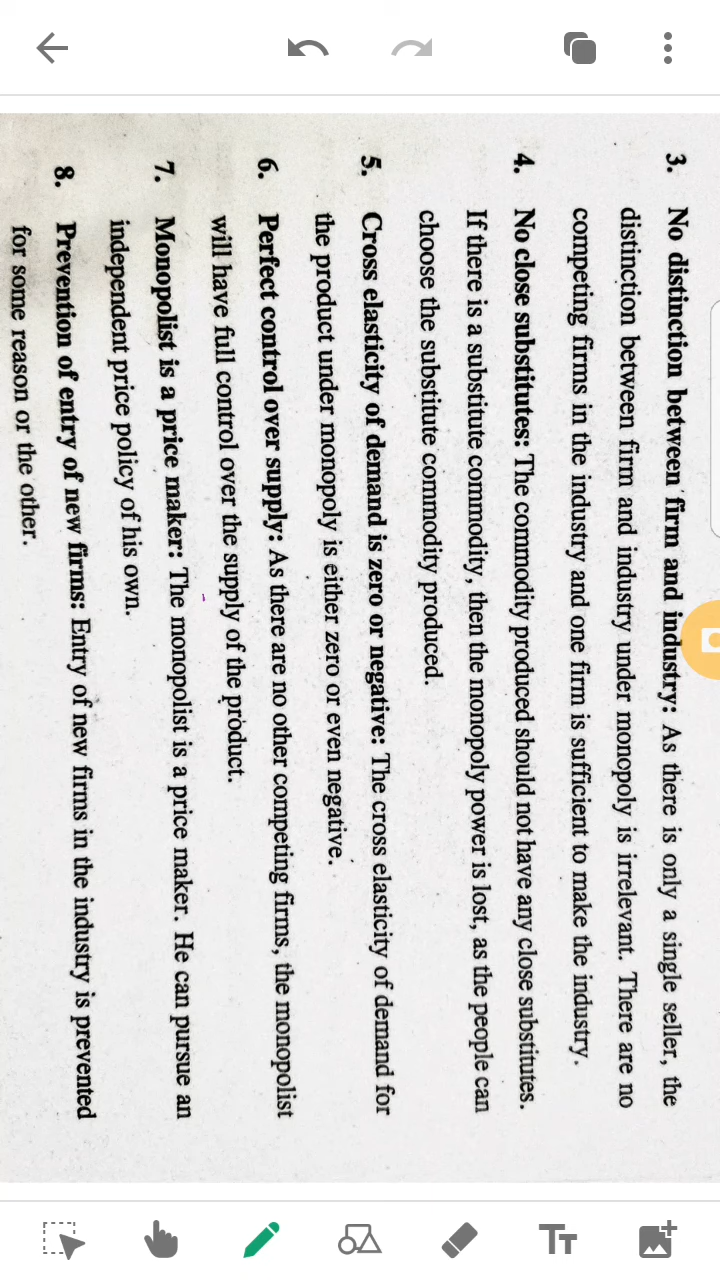 3. No distinction between firm and industry: As there is only a single seller, the
distinction between firm and industry under monopoly is irrelevant. There are no
competing firms in the industry and one firm is sufficient to make the industry.
4. No close substitutes: The commodity produced should not have any close substitutes.
If there is a substitute commodity, then the monopoly power is lost, as the people can
choose the substitute commodity produced.
5. Cross elasticity of demand is zero or negative: The cross elasticity of demand for
the product under monopoly is either zero or even negative.
6. Perfect control over supply: As there are no other competing firms, the monopolist
will have full control over the supply of the product.
7. Monopolist is a price maker: The monopolist is a price maker. He can pursue an
independent price policy of his own.
8. Prevention of entry of new firms: Entry of new firms in the industry is prevented
for some reason or the other.
TT